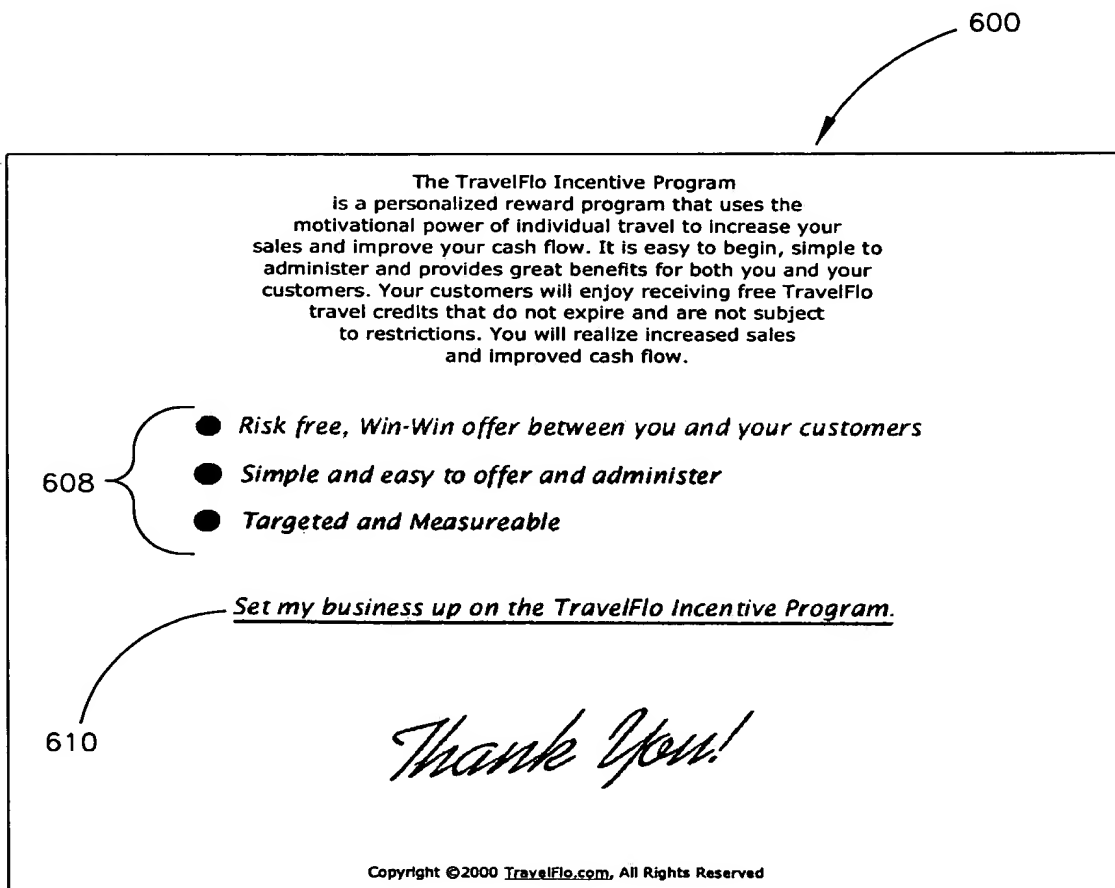 600
The TravelFlo Incentive Program
is a personalized reward program that uses the
motivational power of individual travel to increase your
sales and improve your cash flow. It is easy to begin, simple to
administer and provides great benefits for both you and your
customers. Your customers will enjoy receiving free TravelFlo
travel credits that do not expire and are not subject
to restrictions. You will realize increased sales
and improved cash flow.
Risk free, Win-Win offer between you and your customers
608
Simple and easy to offer and administer
Targeted and Measureable
Set my business up on the TravelFlo Incentive Program.
610
Thank You!
Copyright ©2000 TravelFlo.com, All Rights Reserved